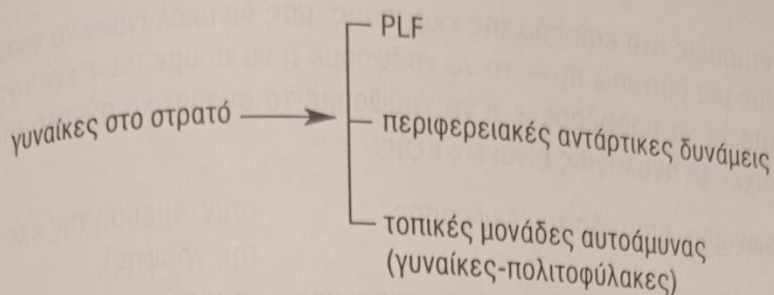 PLF
γυναίκες στο στρατό
περιφερειακές αντάρτικες δυνάμεις
τοπικές μονάδες αυτοάμυνας
(γυναίκες-πολιτοφύλακες)